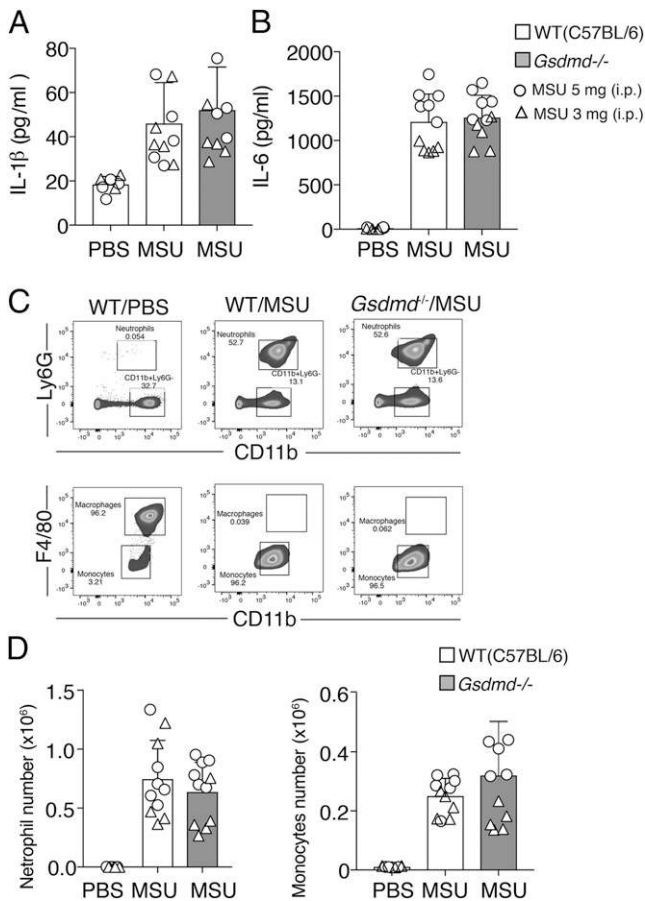 A
IL-1β (pg/ml)
80
60
40
20
0
PBS MSU MSU
B
IL-6 (pg/ml)
2000
1500
1000
500
0
PBS MSU MSU
WT(C57BL/6)
Gsdmd-/-
MSU 5 mg (i.p.)
MSU 3 mg (i.p.)
C
WT/PBS WT/MSU Gsdmd-/-/MSU
Ly6G
Neutrophils
0.054
CD11b+Ly6G-
32.7
Neutrophils
52.7
CD11b+Ly6G-
13.1
Neutrophils
52.6
CD11b+Ly6G-
13.6
CD11b
F4/80
Macrophages
96.2
Monocytes
3.21
Macrophages
0.039
Monocytes
96.2
Macrophages
0.062
Monocytes
96.5
CD11b
D
WT(C57BL/6)
Gsdmd-/-
Netrophil number (x10⁶)
1.5
1.0
0.5
0.0
PBS MSU MSU
Monocytes number (x10⁶)
0.6
0.4
0.2
0
PBS MSU MSU